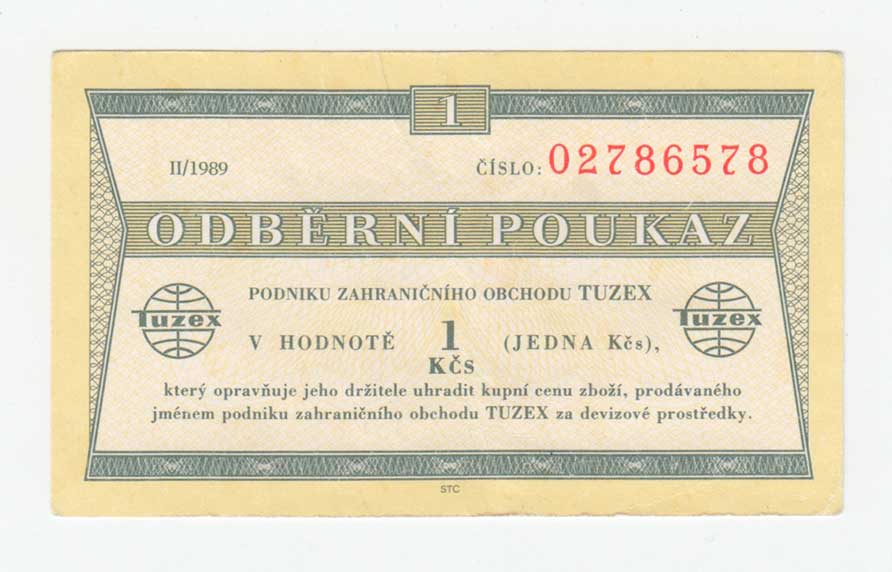 1
II/1989
ČÍSLO: 02786578
ODBĚRNÍ POUKAZ
PODNIKU ZAHRANIČNÍHO OBCHODU TUZEX
Tuzex
Tuzex
V HODNOTĚ 1 KČS (JEDNA Kčs),
který opravňuje jeho držitele uhradit kupní cenu zboží, prodávaného
jménem podniku zahraničního obchodu TUZEX za devizové prostředky.
STC